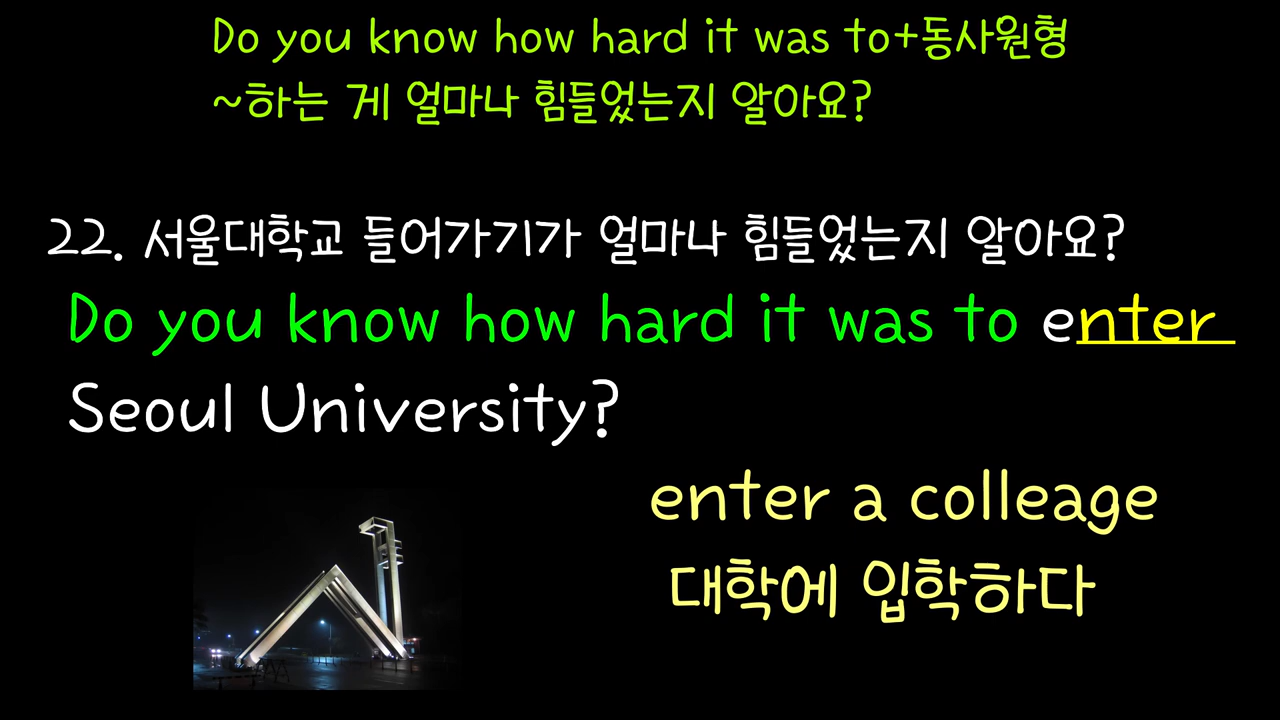 Do you know how hard it was to+동사원형
~하는 게 얼마나 힘들었는지 알아요?
22. 서울대학교 들어가기가 얼마나 힘들었는지 알아요?
Do you know how hard it was to enter
Seoul University?
enter a colleage
대학에 입학하다